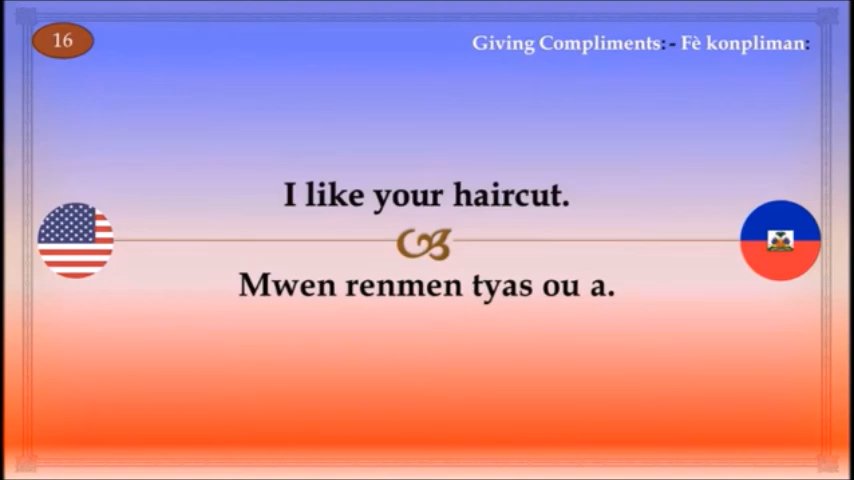 16
Giving Compliments:- Fè konpliman:
I like your haircut.
Mwen renmen tyas ou a.